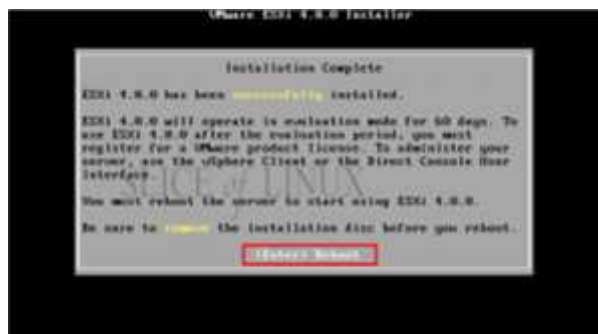 VMware ESXi 4.0.0 Installer
Installation Complete
ESXi 4.0.0 has been successfully installed.
ESXi 4.0.0 will operate in evaluation mode for 60 days. To
use ESXi 4.0.0 after the evaluation period, you must
register for a VMware product license. To administer your
server, use the vSphere Client or the Direct Console User
Interface.
SLICE of LINUX
You must reboot the server to start using ESXi 4.0.0.
Be sure to remove the installation disc before you reboot.
(Enter) Reboot